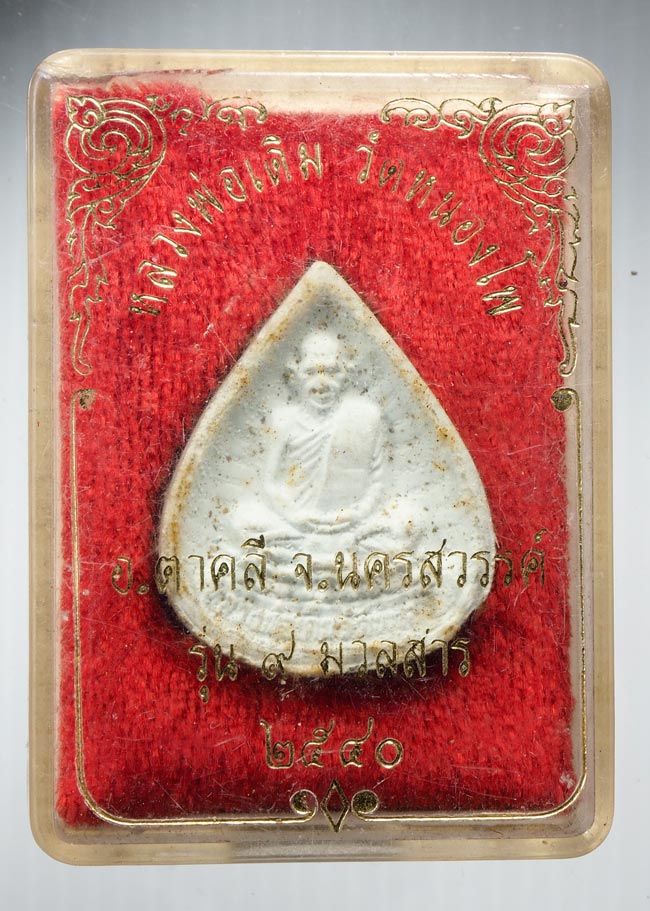 หลวงพ่อเดิม วัดหนองโพ
อ.ตาคลี จ.นครสวรรค์
รุ่น ๙ มวลสาร
๒๕๔๐